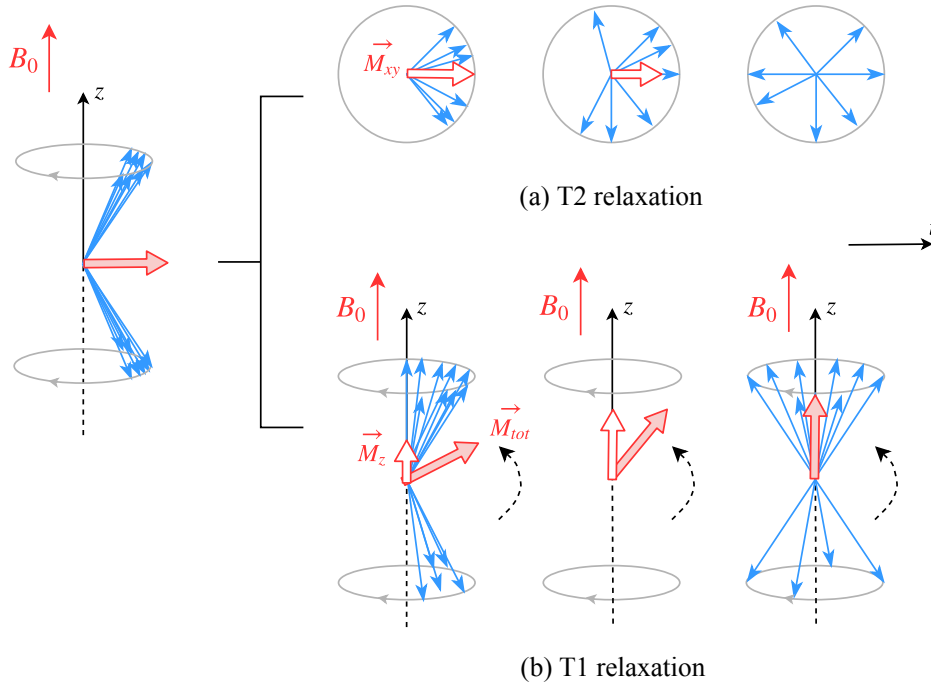 B₀
z
M⃗xy
(a) T2 relaxation
B₀
z
B₀
z
B₀
z
M⃗z
M⃗tot
(b) T1 relaxation